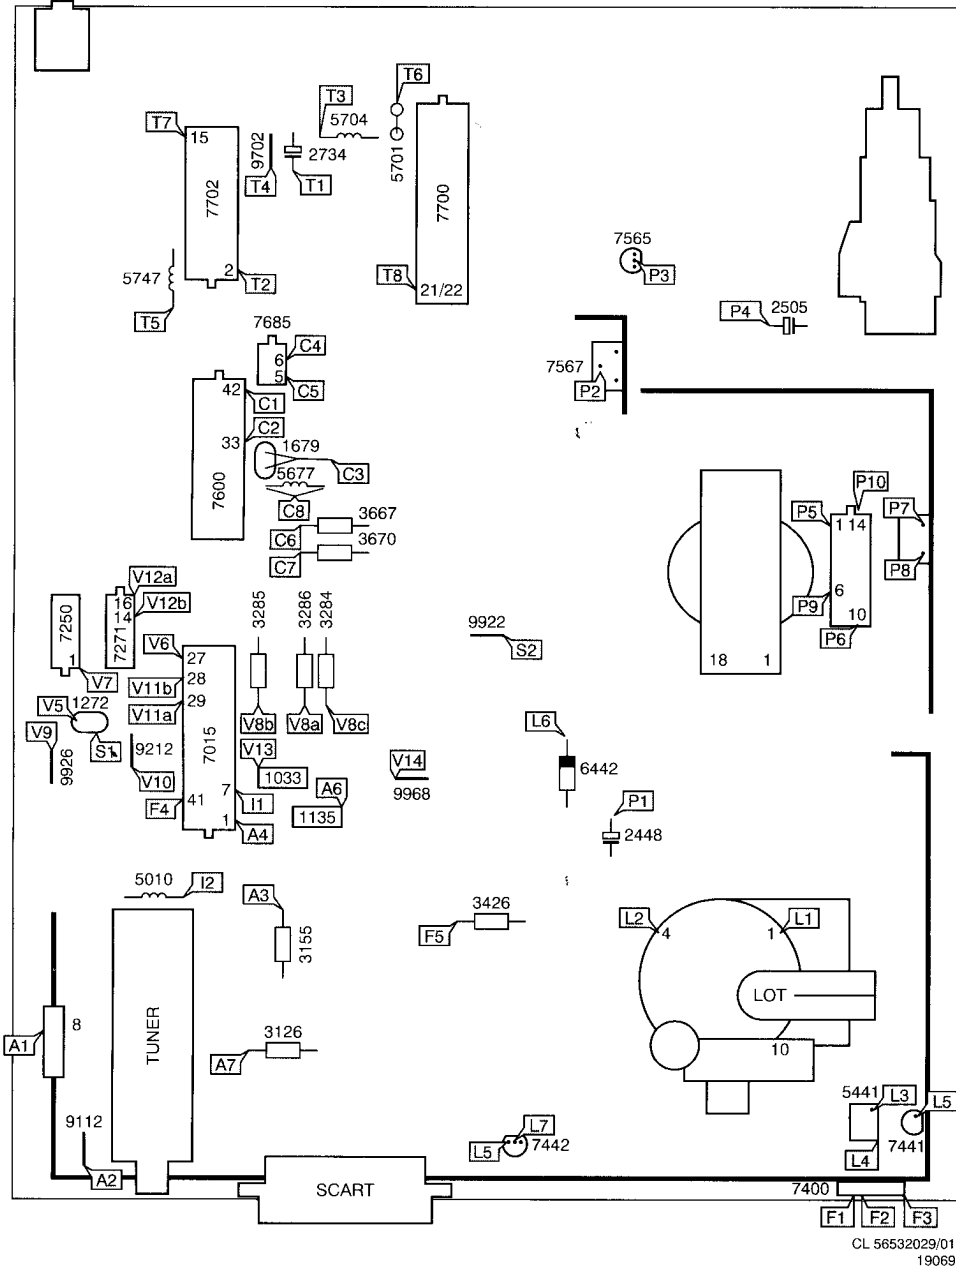 T6
T3
5704
T7
15
9702
2734
5701
T4
T1
7702
7700
7565
P3
5747
2
T2
T8
21/22
T5
P4
2505
7685
C4
6
5
C5
7567
P2
42
C1
C2
33
1679
C3
5677
7600
C8
3667
C6
3670
C7
P10
P5
1 14
P7
P8
6
P9
10
P6
18
1
V12a
16
V12b
14
7250
7271
1
V7
3285
3286
3284
9922
S2
V6
27
V11b
28
V11a
29
V5
1272
S1
V9
9926
9212
V10
7015
V8b
V8a
V8c
V13
1033
V14
9968
L6
6442
F4
41
7
I1
A6
1135
1
A4
P1
2448
5010
I2
A3
3155
3426
F5
L2
4
1
L1
LOT
10
TUNER
A1
8
3126
A7
5441
L3
L5
7441
L4
9112
A2
L7
L5
7442
SCART
7400
F1
F2
F3
CL 56532029/01
19069